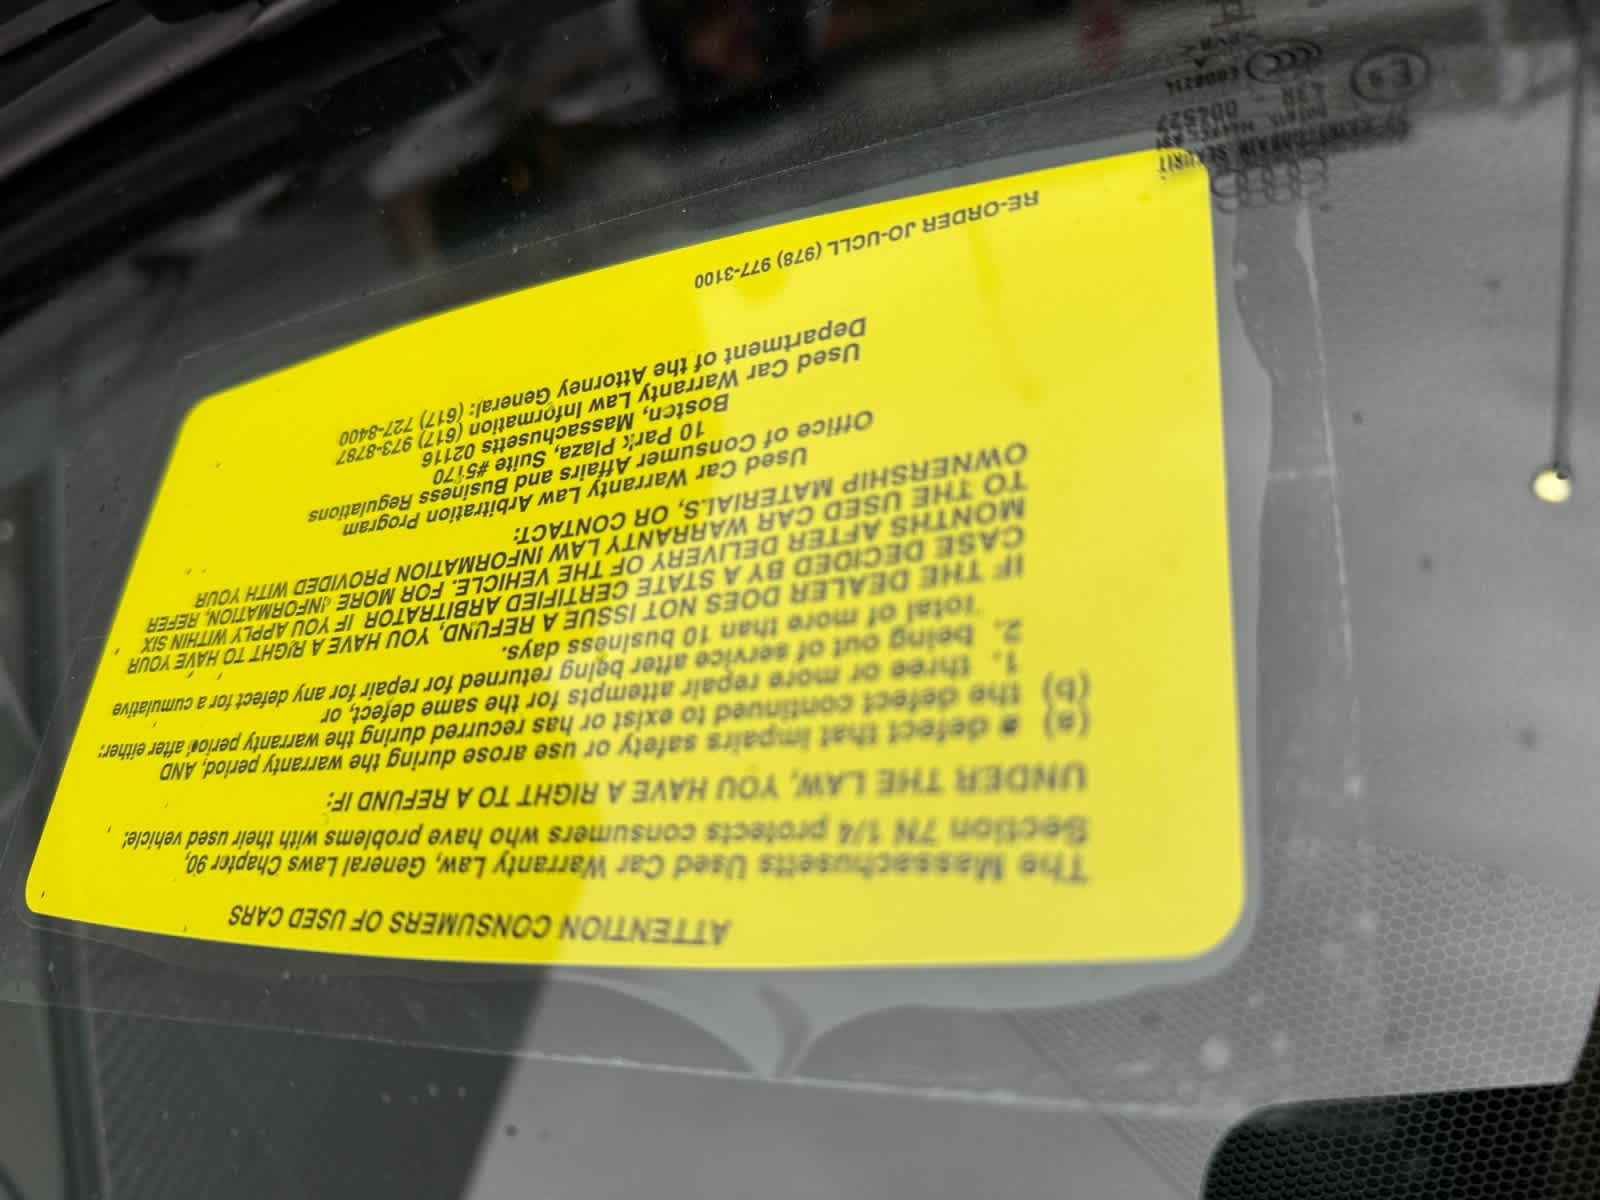 ATTENTION CONSUMERS OF USED CARS
The Massachusetts Used Car Warranty Law, General Laws Chapter 90,
Section 7N 1/4 protects consumers who have problems with their used vehicle.
UNDER THE LAW, YOU HAVE A RIGHT TO A REFUND IF:
(a) a defect that impairs safety or use arose during the warranty period, AND
(b) the defect continued to exist or has recurred during the warranty period after either:
1. three or more repair attempts for the same defect, or
2. being out of service after being returned for repair for any defect for a cumulative
total of more than 10 business days.
IF THE DEALER DOES NOT ISSUE A REFUND, YOU HAVE A RIGHT TO HAVE YOUR
CASE DECIDED BY A STATE CERTIFIED ARBITRATOR IF YOU APPLY WITHIN SIX
MONTHS AFTER DELIVERY OF THE VEHICLE. FOR MORE INFORMATION, REFER
TO THE USED CAR WARRANTY LAW INFORMATION PROVIDED WITH YOUR
OWNERSHIP MATERIALS, OR CONTACT:
Used Car Warranty Law Arbitration Program
Office of Consumer Affairs and Business Regulations
10 Park Plaza, Suite #5170
Boston, Massachusetts 02116
Used Car Warranty Law Information (617) 973-8787
Department of the Attorney General: (617) 727-8400
RE-ORDER JO-UCLL (978) 977-3100
SEKURIT
43R
004527
E000214